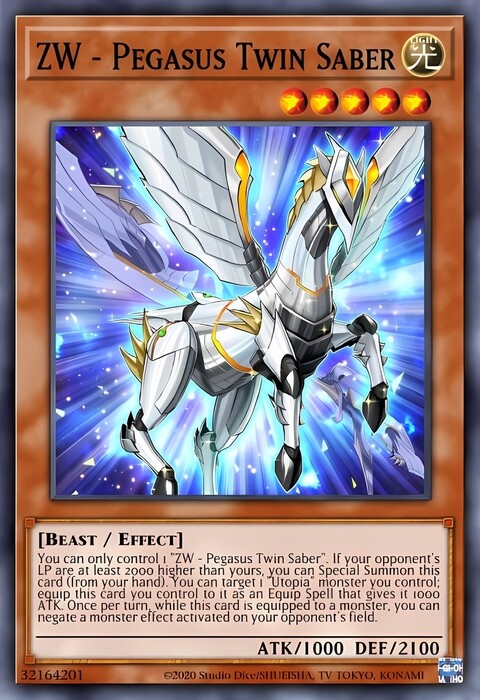 ZW - Pegasus Twin Saber
LIGHT
光
[Beast / Effect]
You can only control 1 "ZW - Pegasus Twin Saber". If your opponent's
LP are at least 2000 higher than yours, you can Special Summon this
card (from your hand). You can target 1 "Utopia" monster you control;
equip this card you control to it as an Equip Spell that gives it 1000
ATK. Once per turn, while this card is equipped to a monster, you can
negate a monster effect activated on your opponent's field.
ATK/1000 DEF/2100
32164201
©2020 Studio Dice/SHUEISHA, TV TOKYO, KONAMI